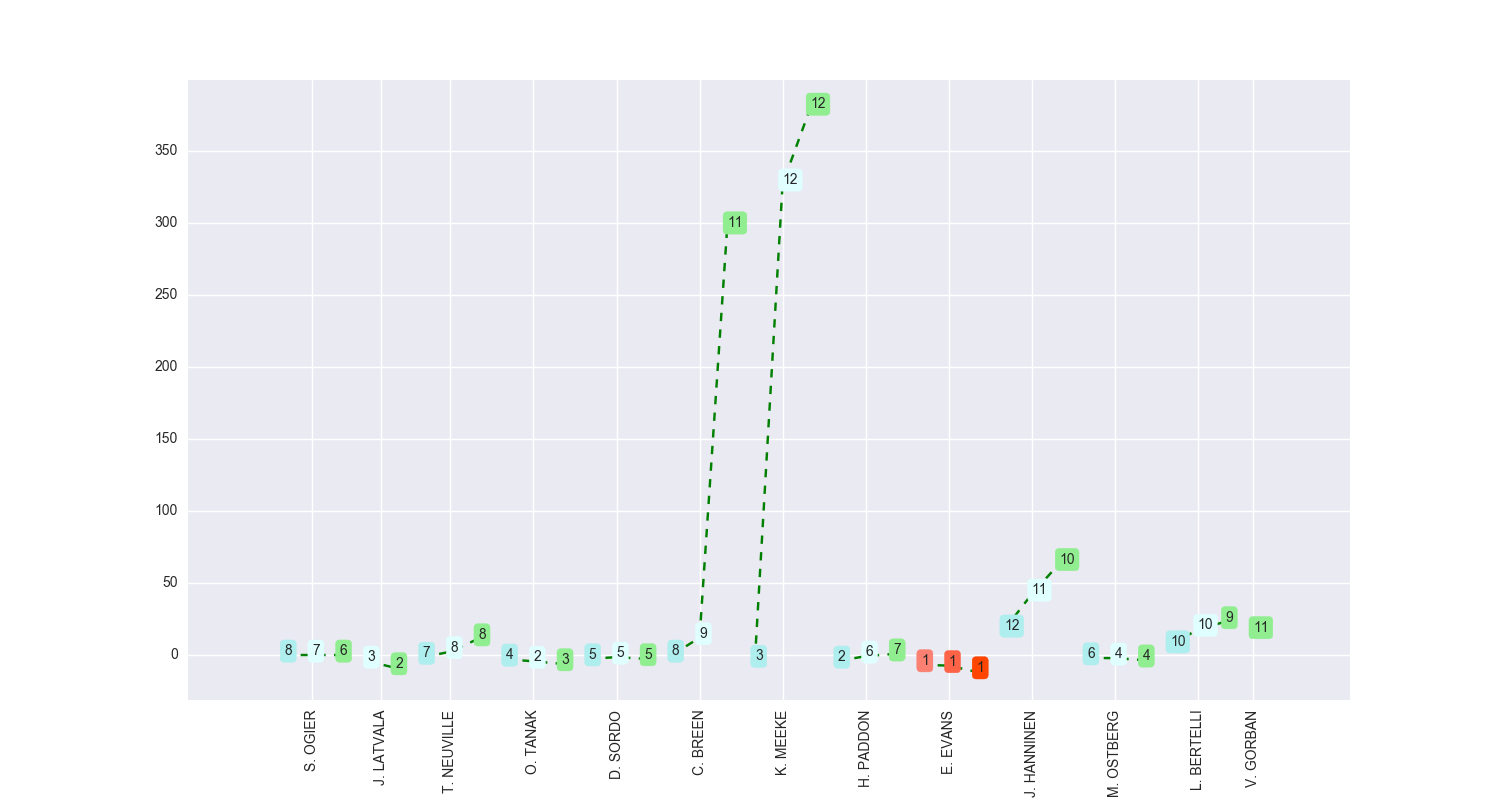 350
300
250
200
150
100
50
0
12
12
11
8 7 6
3 2
7 8 8
4 2 3
5 5 5
8 9
3
2 6 7
1 1 1
12 11 10
6 4 4
10 10 9
11
S. OGIER
J. LATVALA
T. NEUVILLE
O. TANAK
D. SORDO
C. BREEN
K. MEEKE
H. PADDON
E. EVANS
J. HANNINEN
M. OSTBERG
L. BERTELLI
V. GORBAN